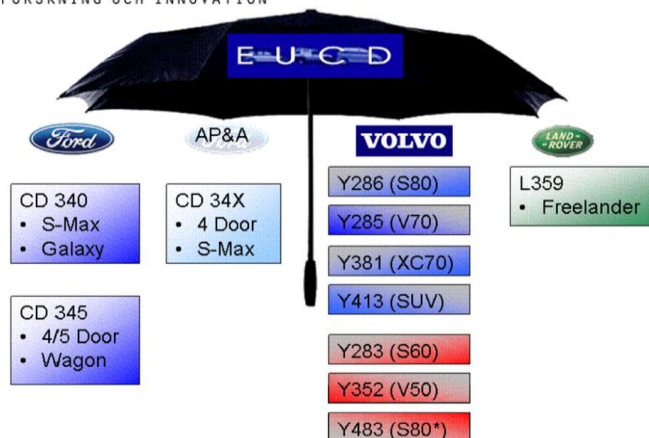 FORSKNING OCH INNOVATION
E U C D
Ford
AP&A
Ford
VOLVO
LAND-
ROVER
CD 340
• S-Max
• Galaxy
CD 345
• 4/5 Door
• Wagon
CD 34X
• 4 Door
• S-Max
Y286 (S80)
Y285 (V70)
Y381 (XC70)
Y413 (SUV)
Y283 (S60)
Y352 (V50)
Y483 (S80*)
L359
• Freelander